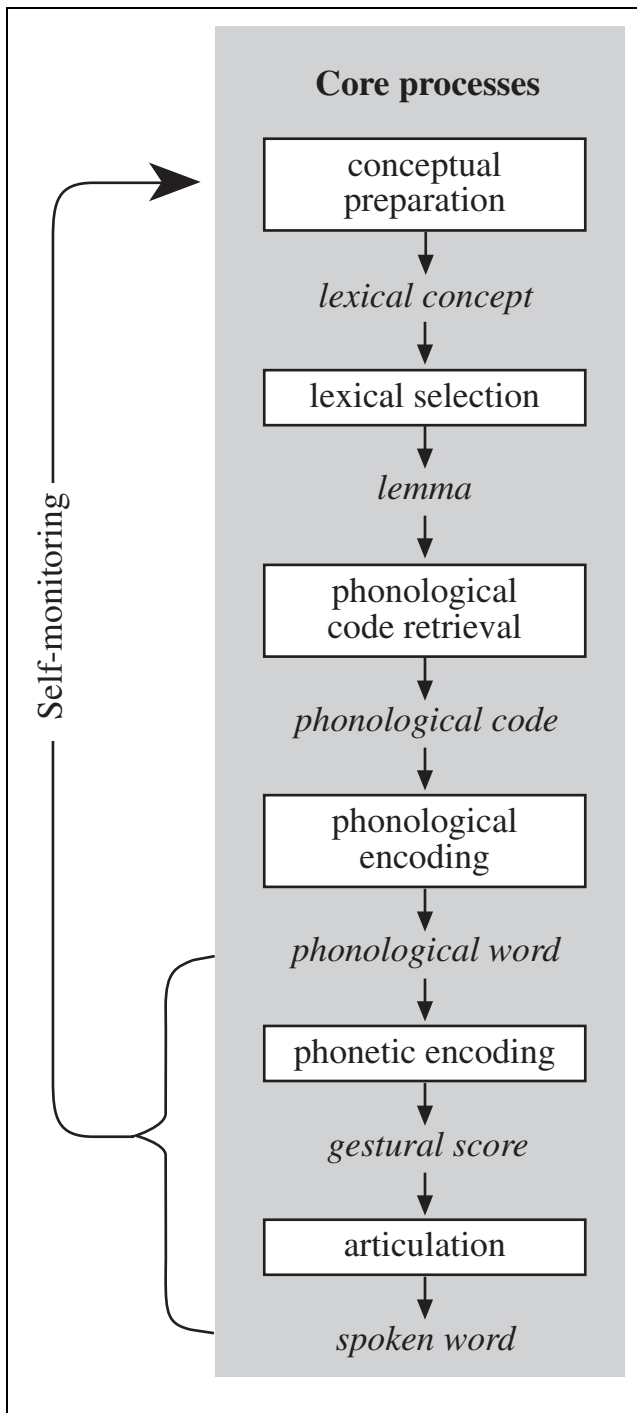 Core processes
conceptual
preparation
lexical concept
lexical selection
lemma
phonological
code retrieval
phonological code
phonological
encoding
phonological word
phonetic encoding
gestural score
articulation
spoken word
Self-monitoring